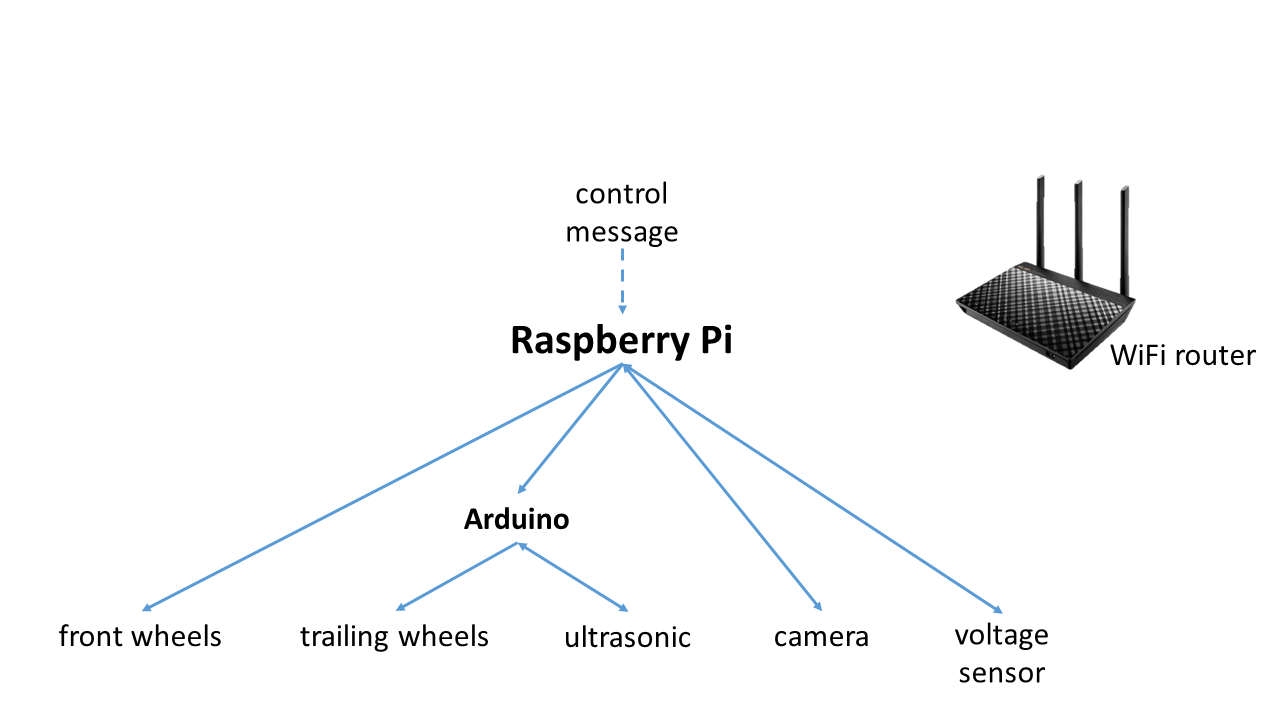 control
message
Raspberry Pi
WiFi router
Arduino
front wheels
trailing wheels
ultrasonic
camera
voltage
sensor